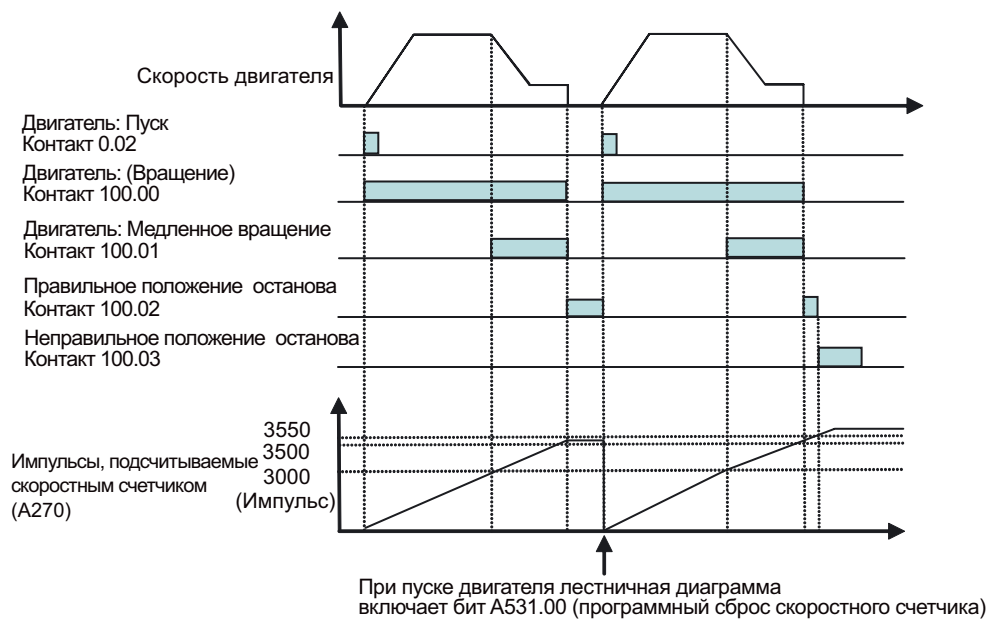 Скорость двигателя
Двигатель: Пуск
Контакт 0.02
Двигатель: (Вращение)
Контакт 100.00
Двигатель: Медленное вращение
Контакт 100.01
Правильное положение останова
Контакт 100.02
Неправильное положение останова
Контакт 100.03
3550
3500
3000
(Импульс)
Импульсы, подсчитываемые
скоростным счетчиком
(A270)
При пуске двигателя лестничная диаграмма
включает бит A531.00 (программный сброс скоростного счетчика)